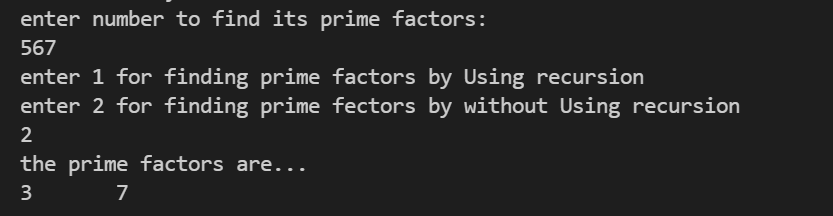 enter number to find its prime factors:
567
enter 1 for finding prime factors by Using recursion
enter 2 for finding prime fectors by without Using recursion
2
the prime factors are...
3       7